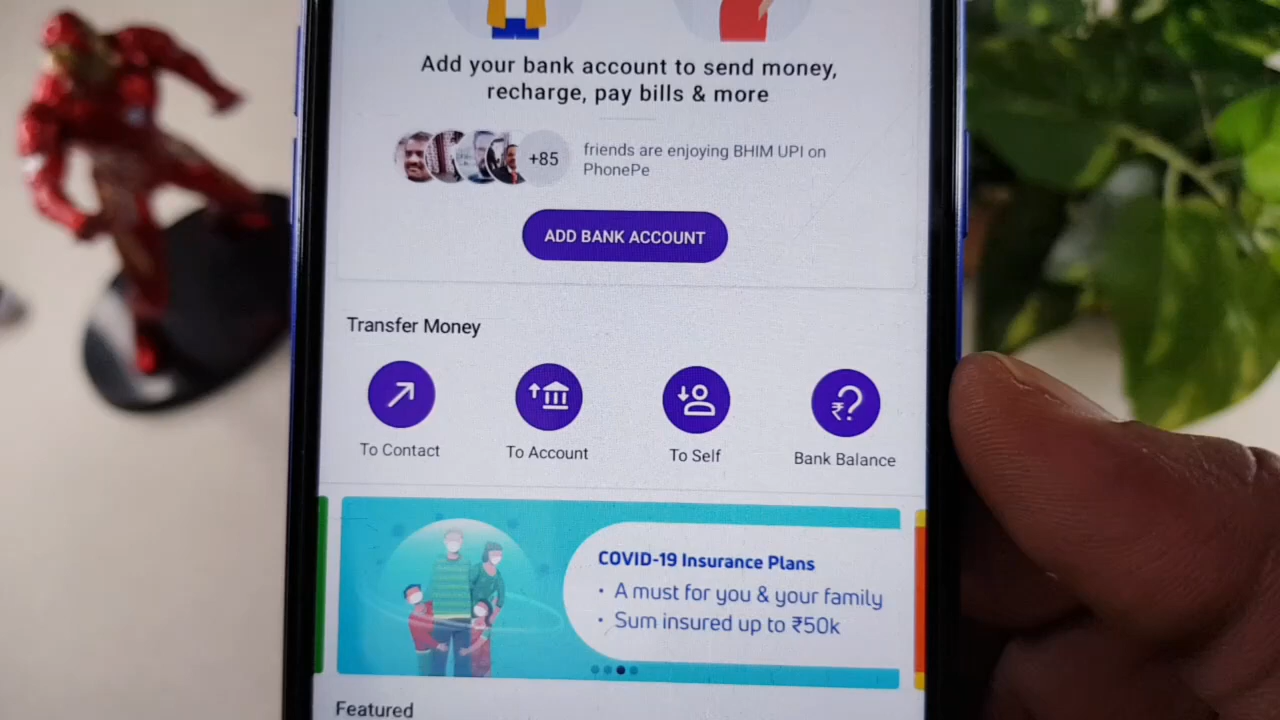 Add your bank account to send money,
recharge, pay bills & more
+85
friends are enjoying BHIM UPI on
PhonePe
ADD BANK ACCOUNT
Transfer Money
To Contact
To Account
To Self
₹?
Bank Balance
COVID-19 Insurance Plans
• A must for you & your family
• Sum insured up to ₹50k
Featured